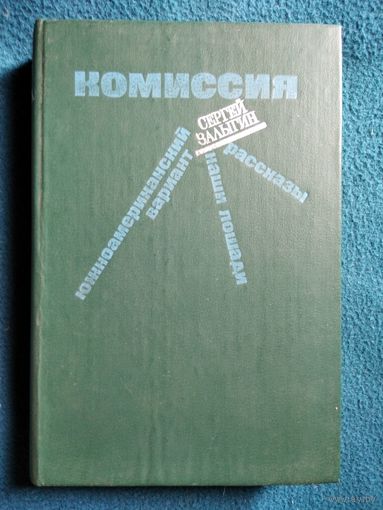 КОМИССИЯ
СЕРГЕЙ
ЗАЛЫГИН
южноамериканский
вариант
наши лошади
рассказы